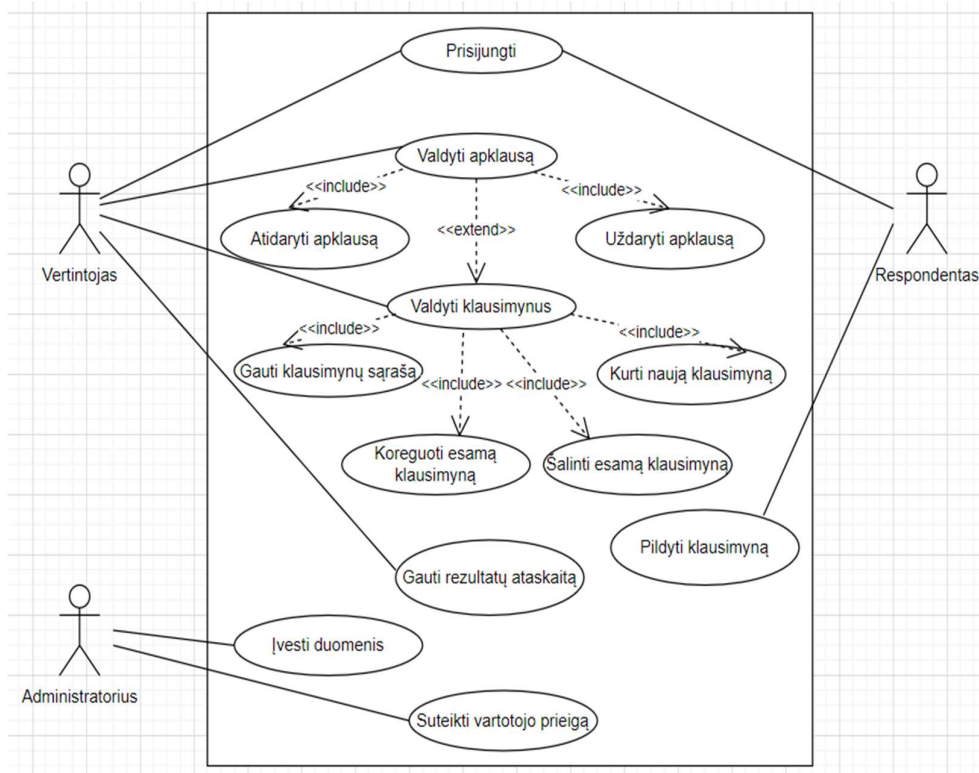 Prisijungti
Valdyti apklausą
<<include>>
<<include>>
Atidaryti apklausą
<<extend>>
Uždaryti apklausą
Vertintojas
Respondentas
Valdyti klausimynus
<<include>>
<<include>>
Gauti klausimynų sąrašą
Kurti naują klausimyną
<<include>>
<<include>>
Koreguoti esamą
klausimyną
Šalinti esamą klausimyną
Pildyti klausimyną
Gauti rezultatų ataskaitą
Įvesti duomenis
Administratorius
Suteikti vartotojo prieigą